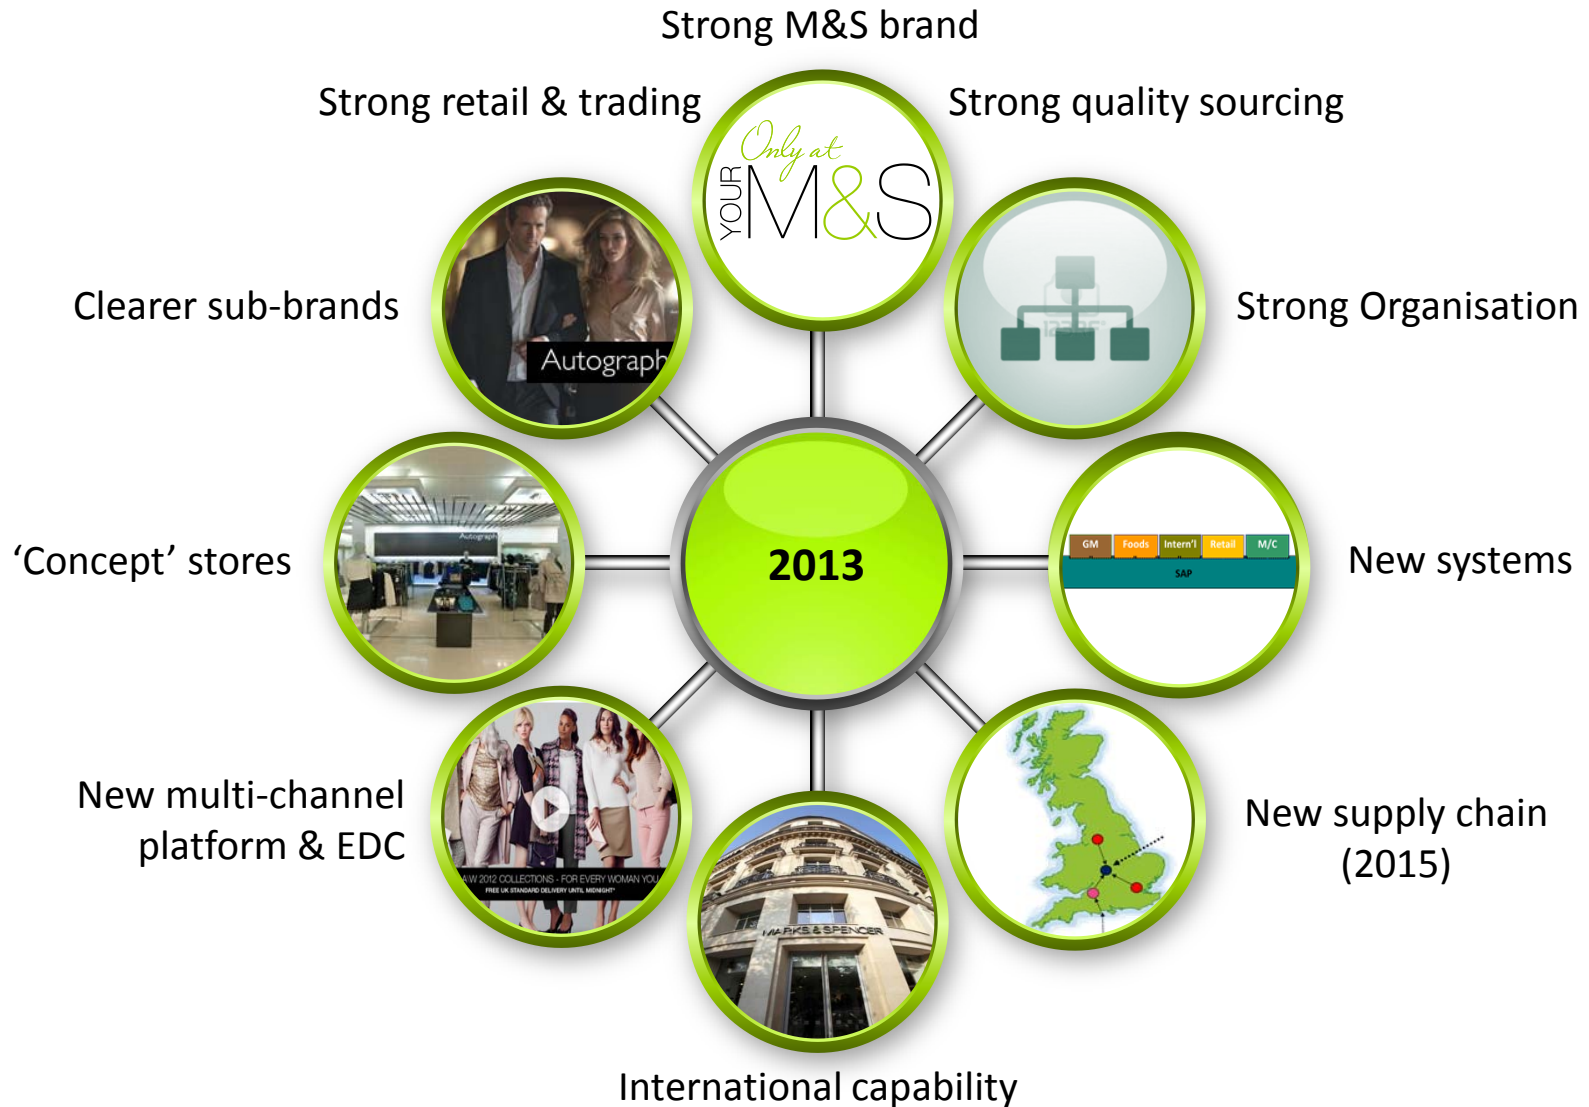 Strong M&S brand
Strong retail & trading
Strong quality sourcing
Only at
YOUR
M&S
Clearer sub-brands
Autograph
Strong Organisation
'Concept' stores
Autograph
2013
GM Foods Intern'l Retail M/C
SAP
New systems
New multi-channel
platform & EDC
A/W 2012 COLLECTIONS - FOR EVERY WOMAN YOU
FREE UK STANDARD DELIVERY UNTIL MIDNIGHT*
MARKS & SPENCER
New supply chain
(2015)
International capability